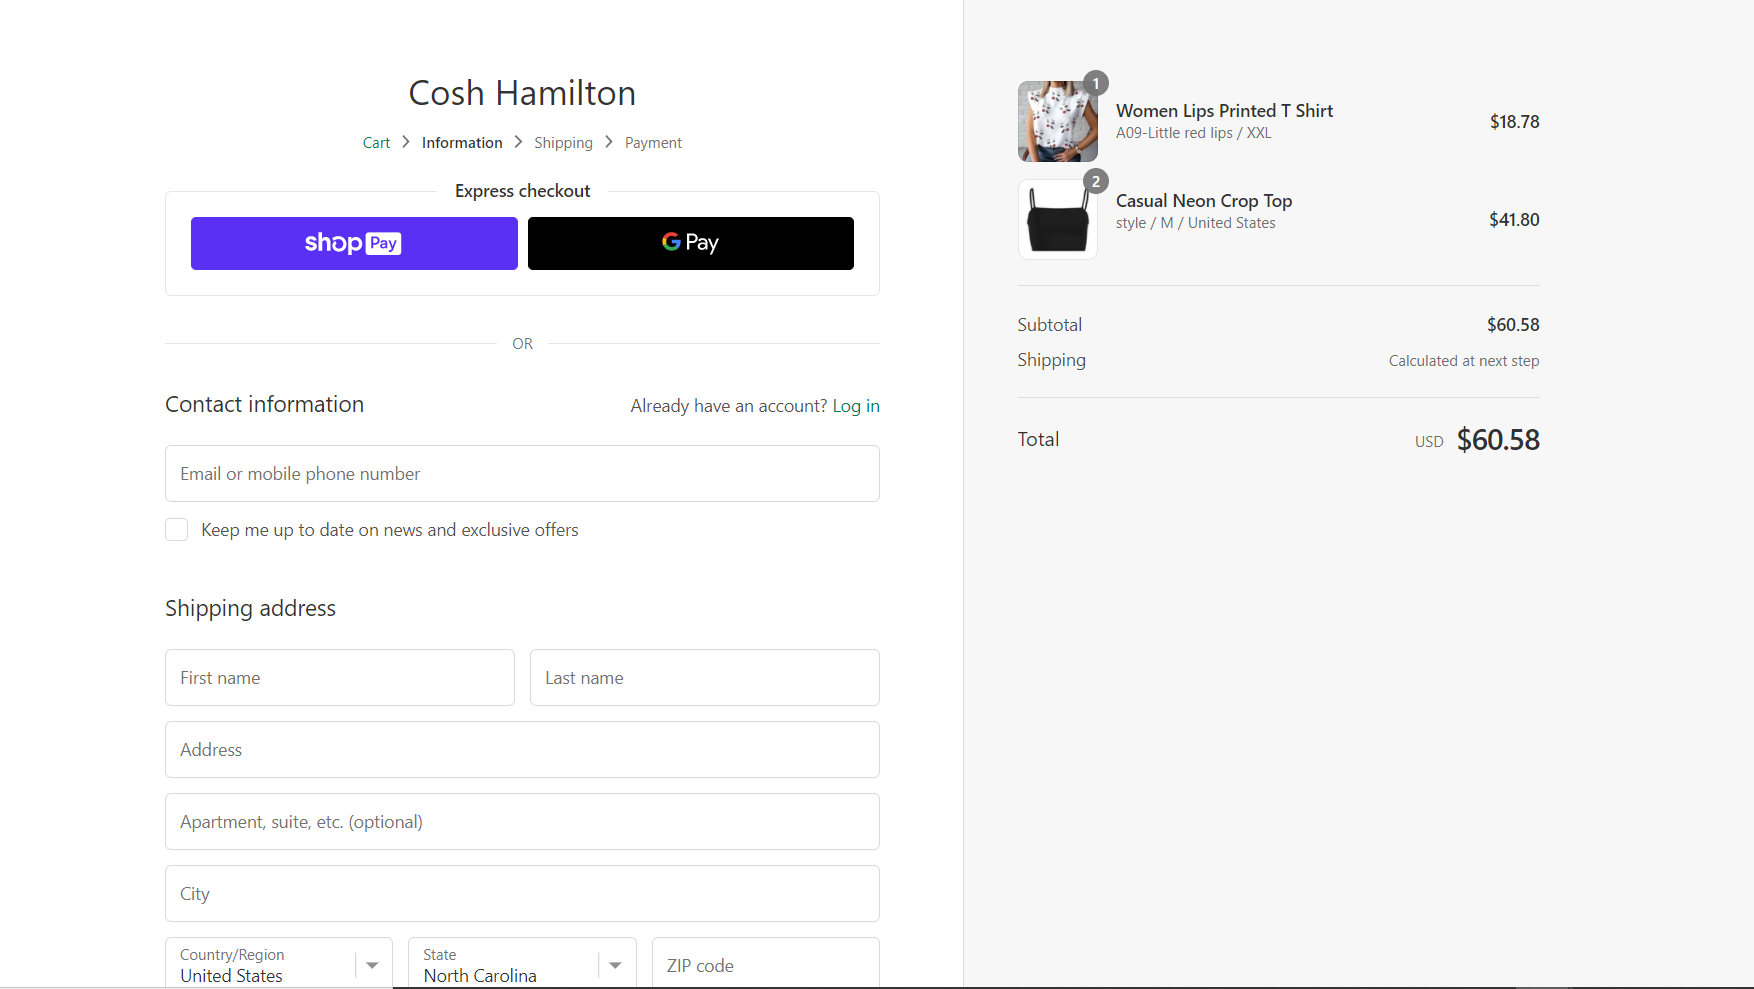 Cosh Hamilton
Cart > Information > Shipping > Payment
Express checkout
shop Pay
G Pay
OR
Contact information
Already have an account? Log in
Email or mobile phone number
Keep me up to date on news and exclusive offers
Shipping address
First name
Last name
Address
Apartment, suite, etc. (optional)
City
Country/Region
United States
State
North Carolina
ZIP code
1
Women Lips Printed T Shirt
A09-Little red lips / XXL
$18.78
2
Casual Neon Crop Top
style / M / United States
$41.80
Subtotal $60.58
Shipping Calculated at next step
Total USD $60.58